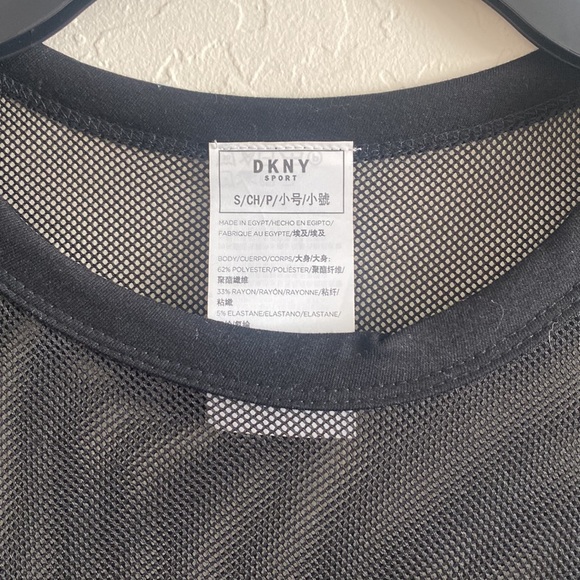 DKNY
SPORT
S/CH/P/小号/小號
MADE IN EGYPT/HECHO EN EGIPTO/
FABRIQUE AU EGYPTE/埃及/埃及
BODY/CUERPO/CORPS/大身/大身:
62% POLYESTER/POLIÉSTER/聚酯纤维/
聚酯纖維
33% RAYON/RAYÓN/RAYONNE/粘纤/
粘纖
5% ELASTANE/ELASTANO/ELASTANE/